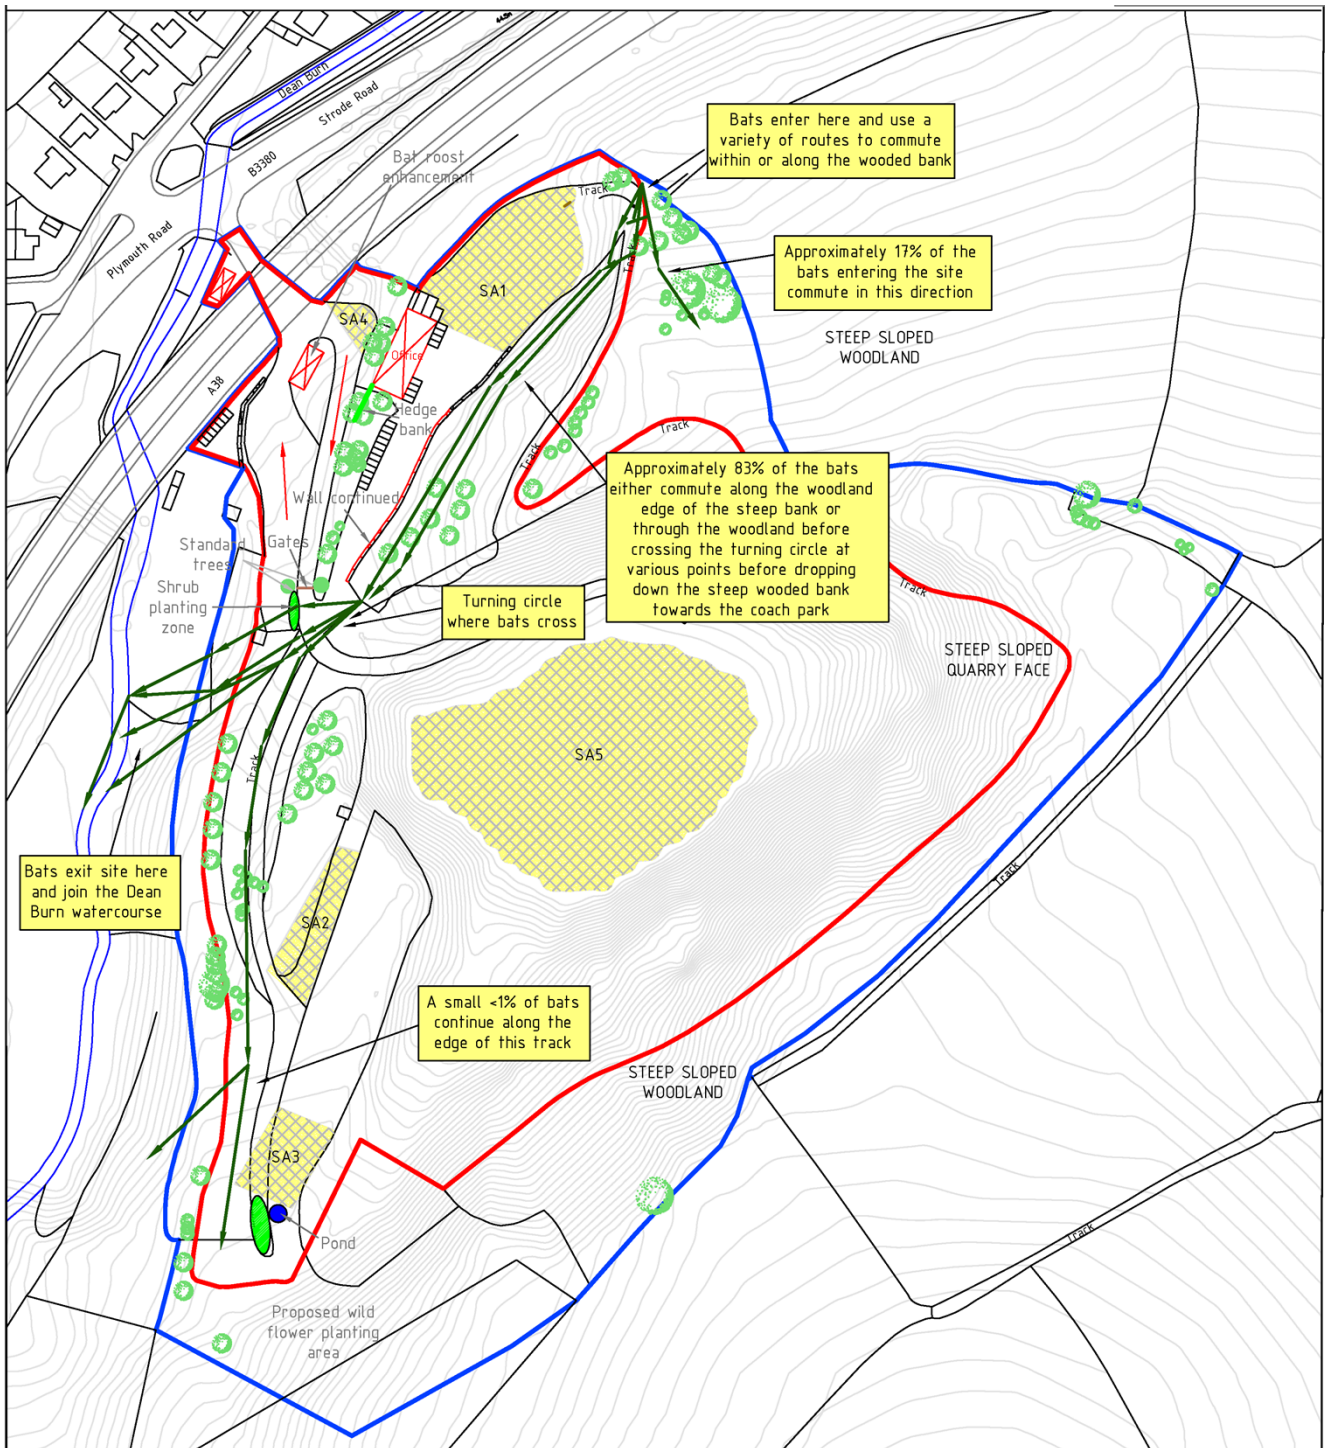 44.5m
Dean Burn
Strode Road
B3380
Plymouth Road
A38
Bat roost
enhancement
Bats enter here and use a
variety of routes to commute
within or along the wooded bank
Track
Track
Approximately 17% of the
bats entering the site
commute in this direction
SA1
SA4
STEEP SLOPED
WOODLAND
Office
Hedge
bank
Track
Track
Approximately 83% of the bats
either commute along the woodland
edge of the steep bank or
through the woodland before
crossing the turning circle at
various points before dropping
down the steep wooded bank
towards the coach park
Wall continued
Standard
trees
Gates
Shrub
planting
zone
Turning circle
where bats cross
Track
STEEP SLOPED
QUARRY FACE
SA5
Track
Bats exit site here
and join the Dean
Burn watercourse
Track
SA2
A small <1% of bats
continue along the
edge of this track
STEEP SLOPED
WOODLAND
SA3
Pond
Track
Proposed wild
flower planting
area